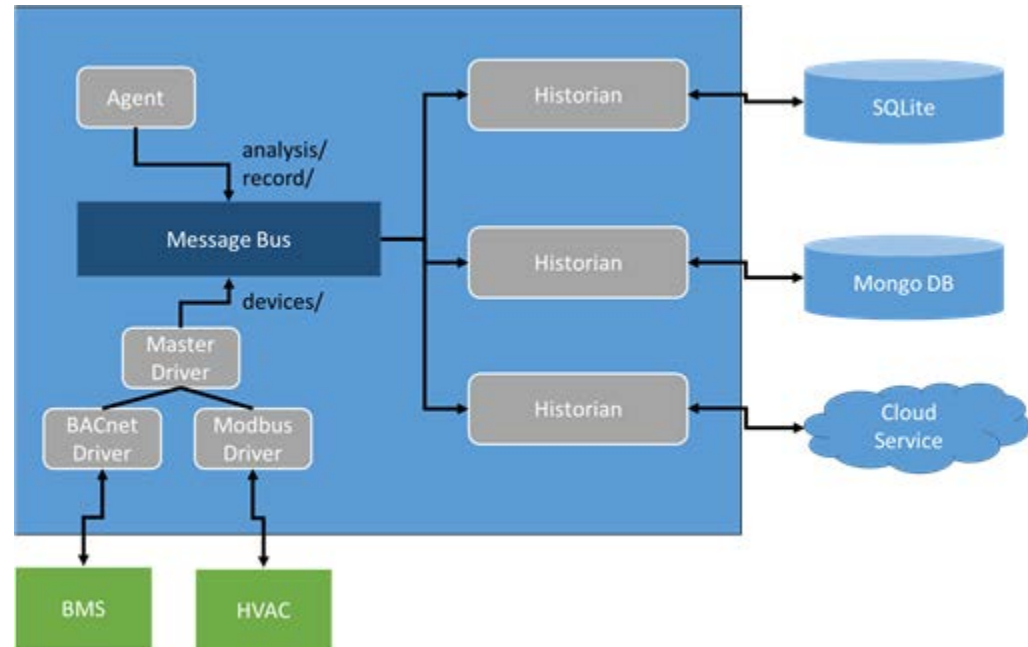 Agent
analysis/
record/
Historian
SQLite
Message Bus
Historian
Mongo DB
devices/
Master
Driver
BACnet
Driver
Modbus
Driver
Historian
Cloud
Service
BMS
HVAC